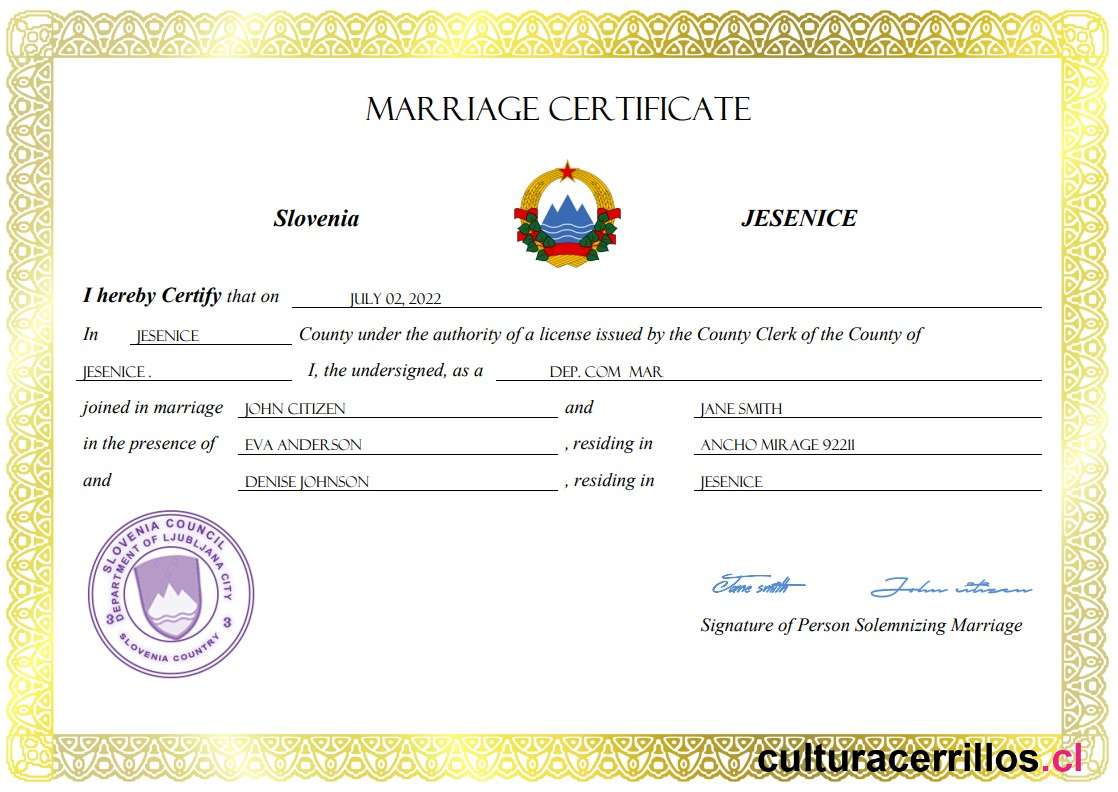 MARRIAGE CERTIFICATE
Slovenia JESENICE
I hereby Certify that on JULY 02, 2022
In JESENICE County under the authority of a license issued by the County Clerk of the County of
JESENICE . I, the undersigned, as a DEP. COM MAR
joined in marriage JOHN CITIZEN and JANE SMITH
in the presence of EVA ANDERSON , residing in ANCHO MIRAGE 92211
and DENISE JOHNSON , residing in JESENICE
SLOVENIA COUNCIL
DEPARTMENT OF LJUBLJANA CITY
3 3
SLOVENIA COUNTRY
Jane smith John citizen
Signature of Person Solemnizing Marriage
culturacerrillos.cl